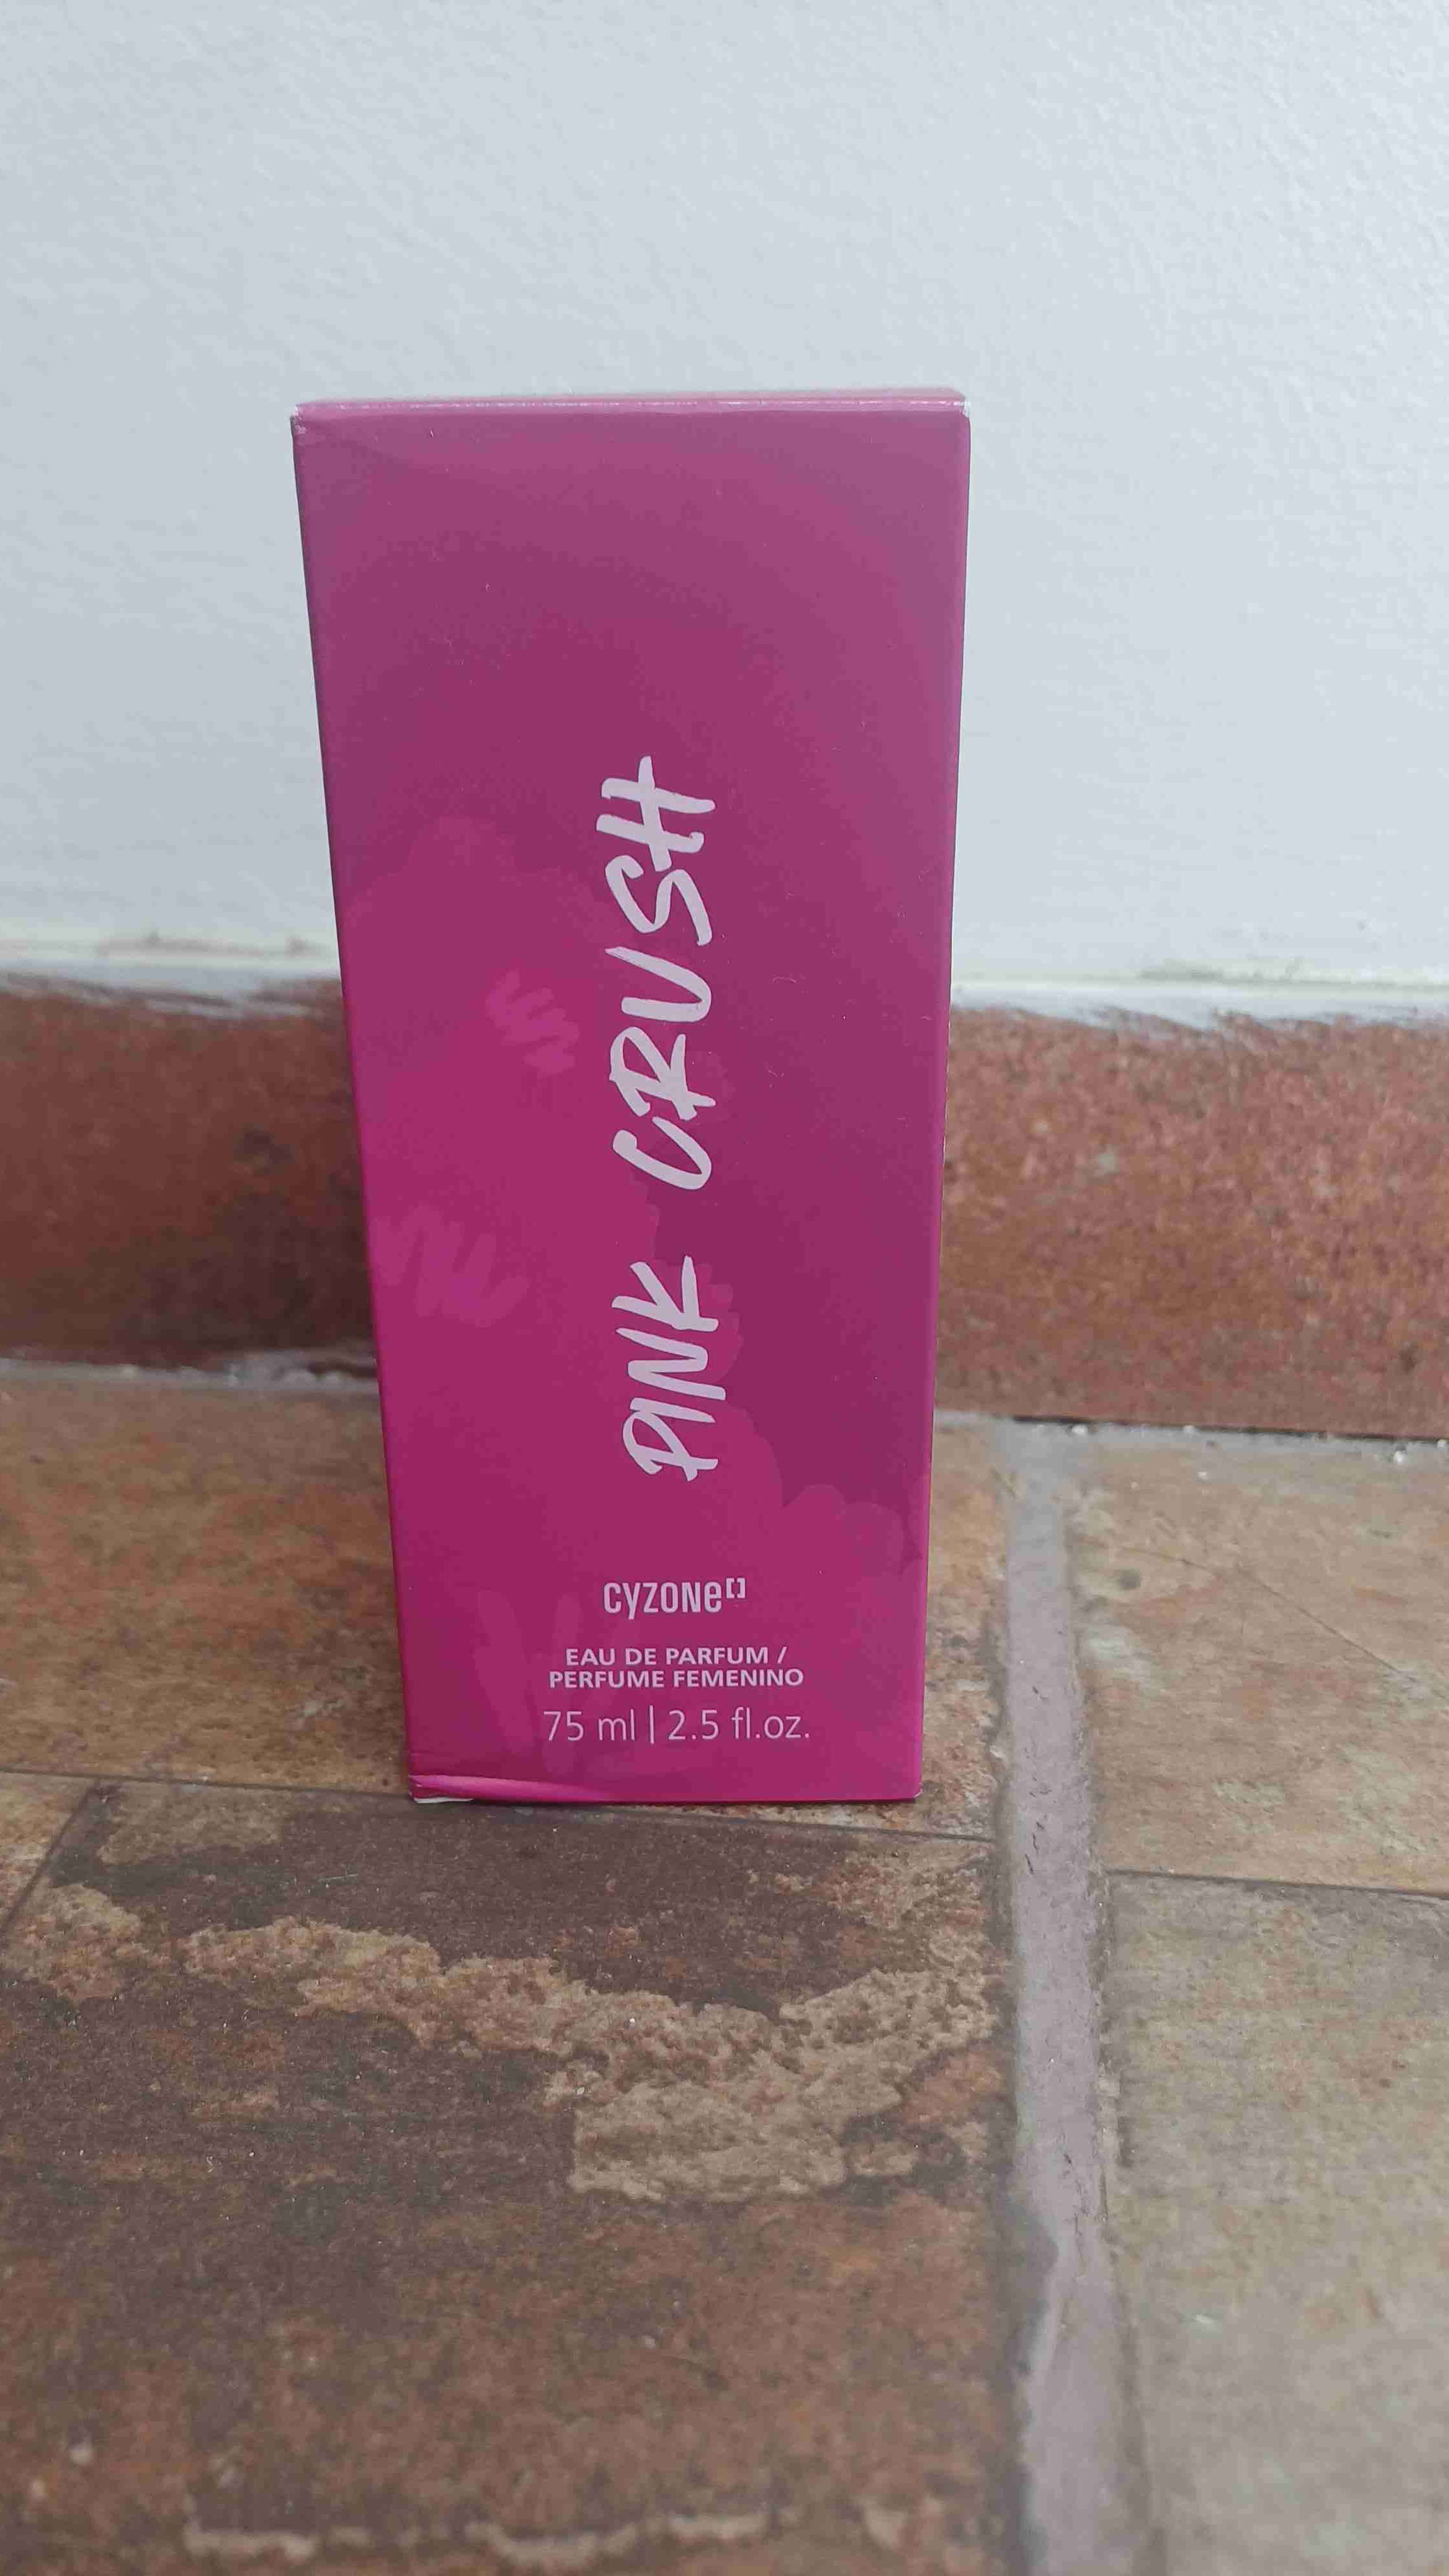 PINK CRUSH
cyzone[]
EAU DE PARFUM /
PERFUME FEMENINO
75 ml | 2.5 fl.oz.